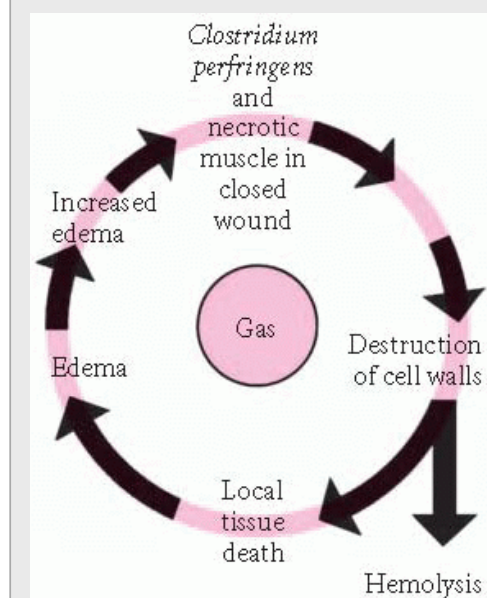 Clostridium
perfringens
and
necrotic
muscle in
closed
wound
Increased
edema
Gas
Destruction
of cell walls
Edema
Local
tissue
death
Hemolysis